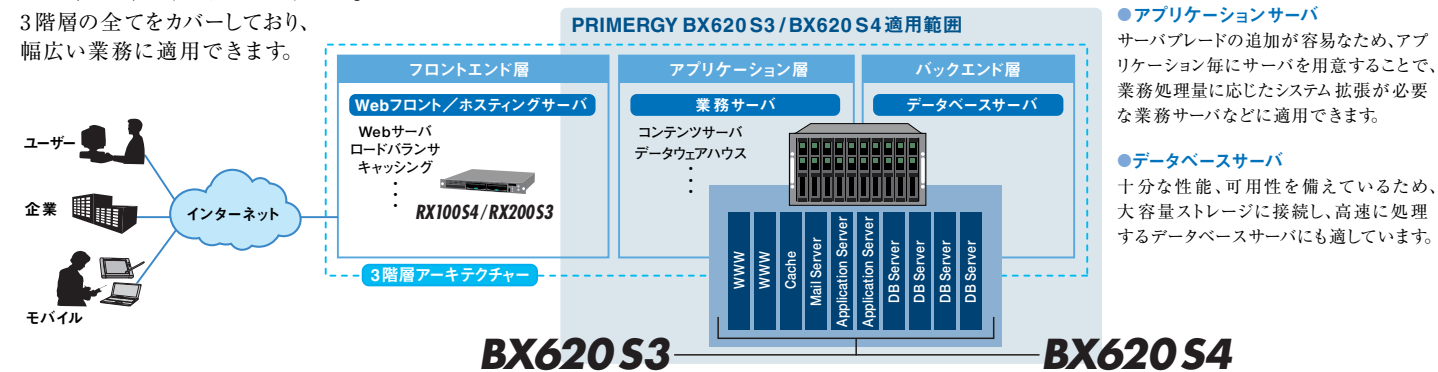 3階層の全てをカバーしており、
幅広い業務に適用できます。
PRIMERGY BX620 S3/BX620 S4適用範囲
フロントエンド層
アプリケーション層
バックエンド層
Webフロント／ホスティングサーバ
業務サーバ
データベースサーバ
Webサーバ
ロードバランサ
キャッシング
・
・
・
コンテンツサーバ
データウェアハウス
・
・
・
RX100S4/RX200S3
ユーザー
企業
モバイル
インターネット
3階層アーキテクチャー
WWW
WWW
Cache
Mail Server
Application Server
Application Server
DB Server
DB Server
DB Server
DB Server
BX620 S3
BX620 S4
●アプリケーションサーバ
サーバブレードの追加が容易なため、アプ
リケーション毎にサーバを用意することで、
業務処理量に応じたシステム拡張が必要
な業務サーバなどに適用できます。
●データベースサーバ
十分な性能、可用性を備えているため、
大容量ストレージに接続し、高速に処理
するデータベースサーバにも適しています。